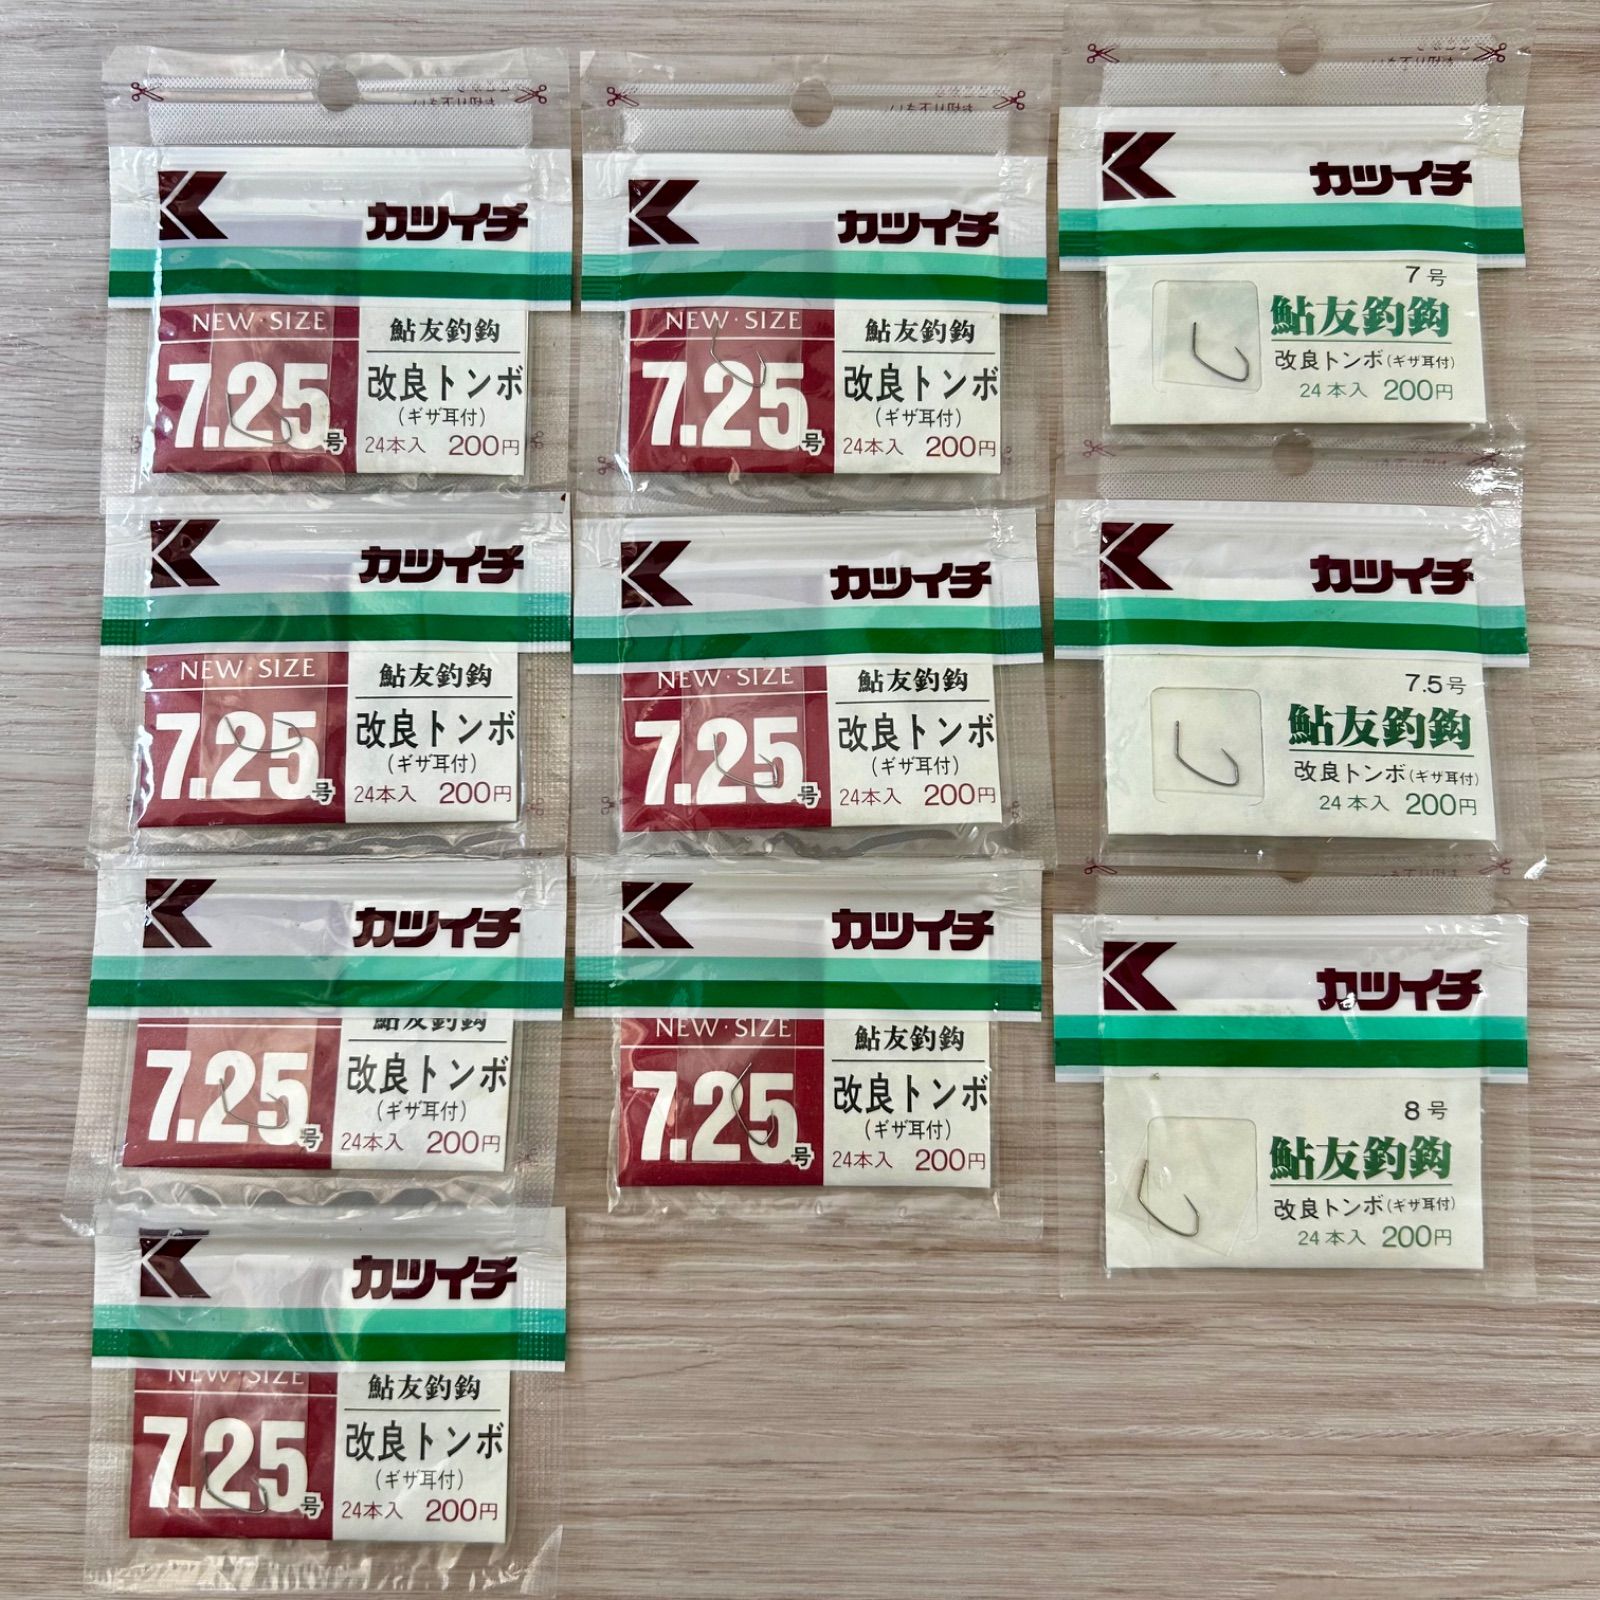 カツイチ
NEW・SIZE
7.25号
鮎友釣鈎
改良トンボ
(ギザ耳付)
24本入 200円
カツイチ
NEW・SIZE
7.25号
鮎友釣鈎
改良トンボ
(ギザ耳付)
24本入 200円
カツイチ
7号
鮎友釣鈎
改良トンボ(ギザ耳付)
24本入 200円
カツイチ
NEW・SIZE
7.25号
鮎友釣鈎
改良トンボ
(ギザ耳付)
24本入 200円
カツイチ
NEW・SIZE
7.25号
鮎友釣鈎
改良トンボ
(ギザ耳付)
24本入 200円
カツイチ
7.5号
鮎友釣鈎
改良トンボ(ギザ耳付)
24本入 200円
カツイチ
7.25号
鮎友釣鈎
改良トンボ
(ギザ耳付)
24本入 200円
カツイチ
NEW・SIZE
7.25号
鮎友釣鈎
改良トンボ
(ギザ耳付)
24本入 200円
カツイチ
8号
鮎友釣鈎
改良トンボ(ギザ耳付)
24本入 200円
カツイチ
NEW・SIZE
7.25号
鮎友釣鈎
改良トンボ
(ギザ耳付)
24本入 200円